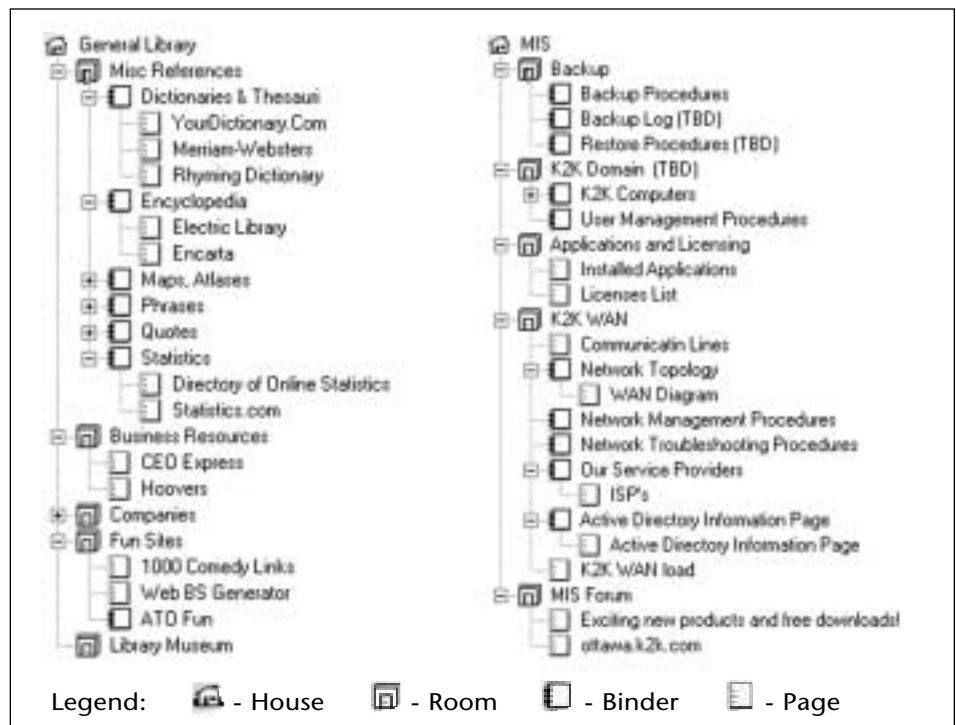 General Library
Misc References
Dictionaries & Thesauri
YourDictionary.Com
Merriam-Websters
Rhyming Dictionary
Encyclopedia
Electric Library
Encarta
Maps, Atlases
Phrases
Quotes
Statistics
Directory of Online Statistics
Statistics.com
Business Resources
CEO Express
Hoovers
Companies
Fun Sites
1000 Comedy Links
Web BS Generator
ATD Fun
Library Museum
MIS
Backup
Backup Procedures
Backup Log (TBD)
Restore Procedures (TBD)
K2K Domain (TBD)
K2K Computers
User Management Procedures
Applications and Licensing
Installed Applications
Licenses List
K2K WAN
Communicatin Lines
Network Topology
WAN Diagram
Network Management Procedures
Network Troubleshooting Procedures
Our Service Providers
ISP's
Active Directory Information Page
Active Directory Information Page
K2K WAN load
MIS Forum
Exciting new products and free downloads!
ottawa.k2k.com
Legend: - House - Room - Binder - Page